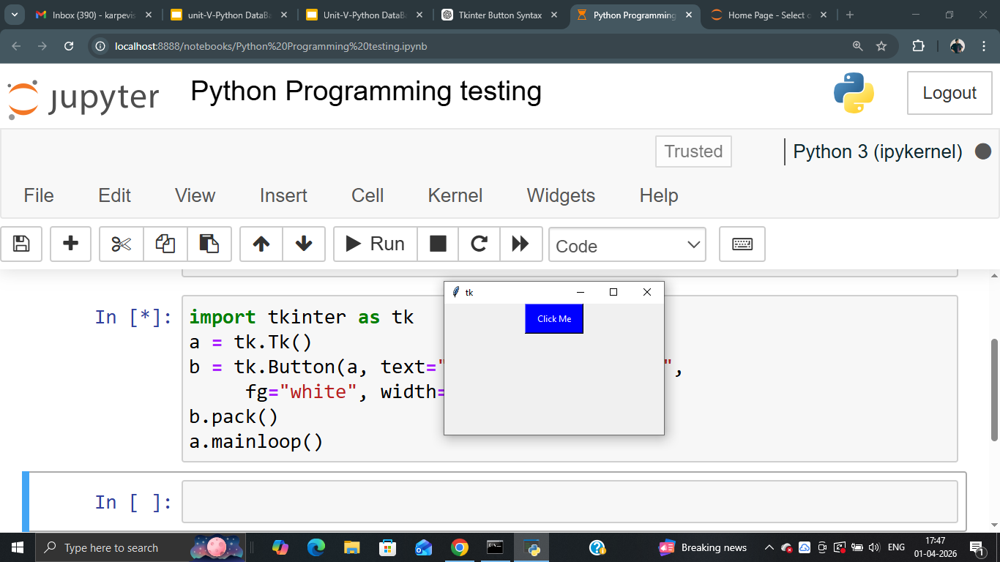 Inbox (390) - karpevis
unit-V-Python DataBa
Unit-V-Python DataBa
Tkinter Button Syntax
Python Programming
Home Page - Select o
localhost:8888/notebooks/Python%20Programming%20testing.ipynb
jupyter
Python Programming testing
Logout
Trusted
Python 3 (ipykernel)
File Edit View Insert Cell Kernel Widgets Help
Run
Code
tk
Click Me
In [*]:
import tkinter as tk
a = tk.Tk()
b = tk.Button(a, text=" ",
fg="white", width=
b.pack()
a.mainloop()
In [ ]:
Type here to search
Breaking news
ENG
17:47
01-04-2026
1